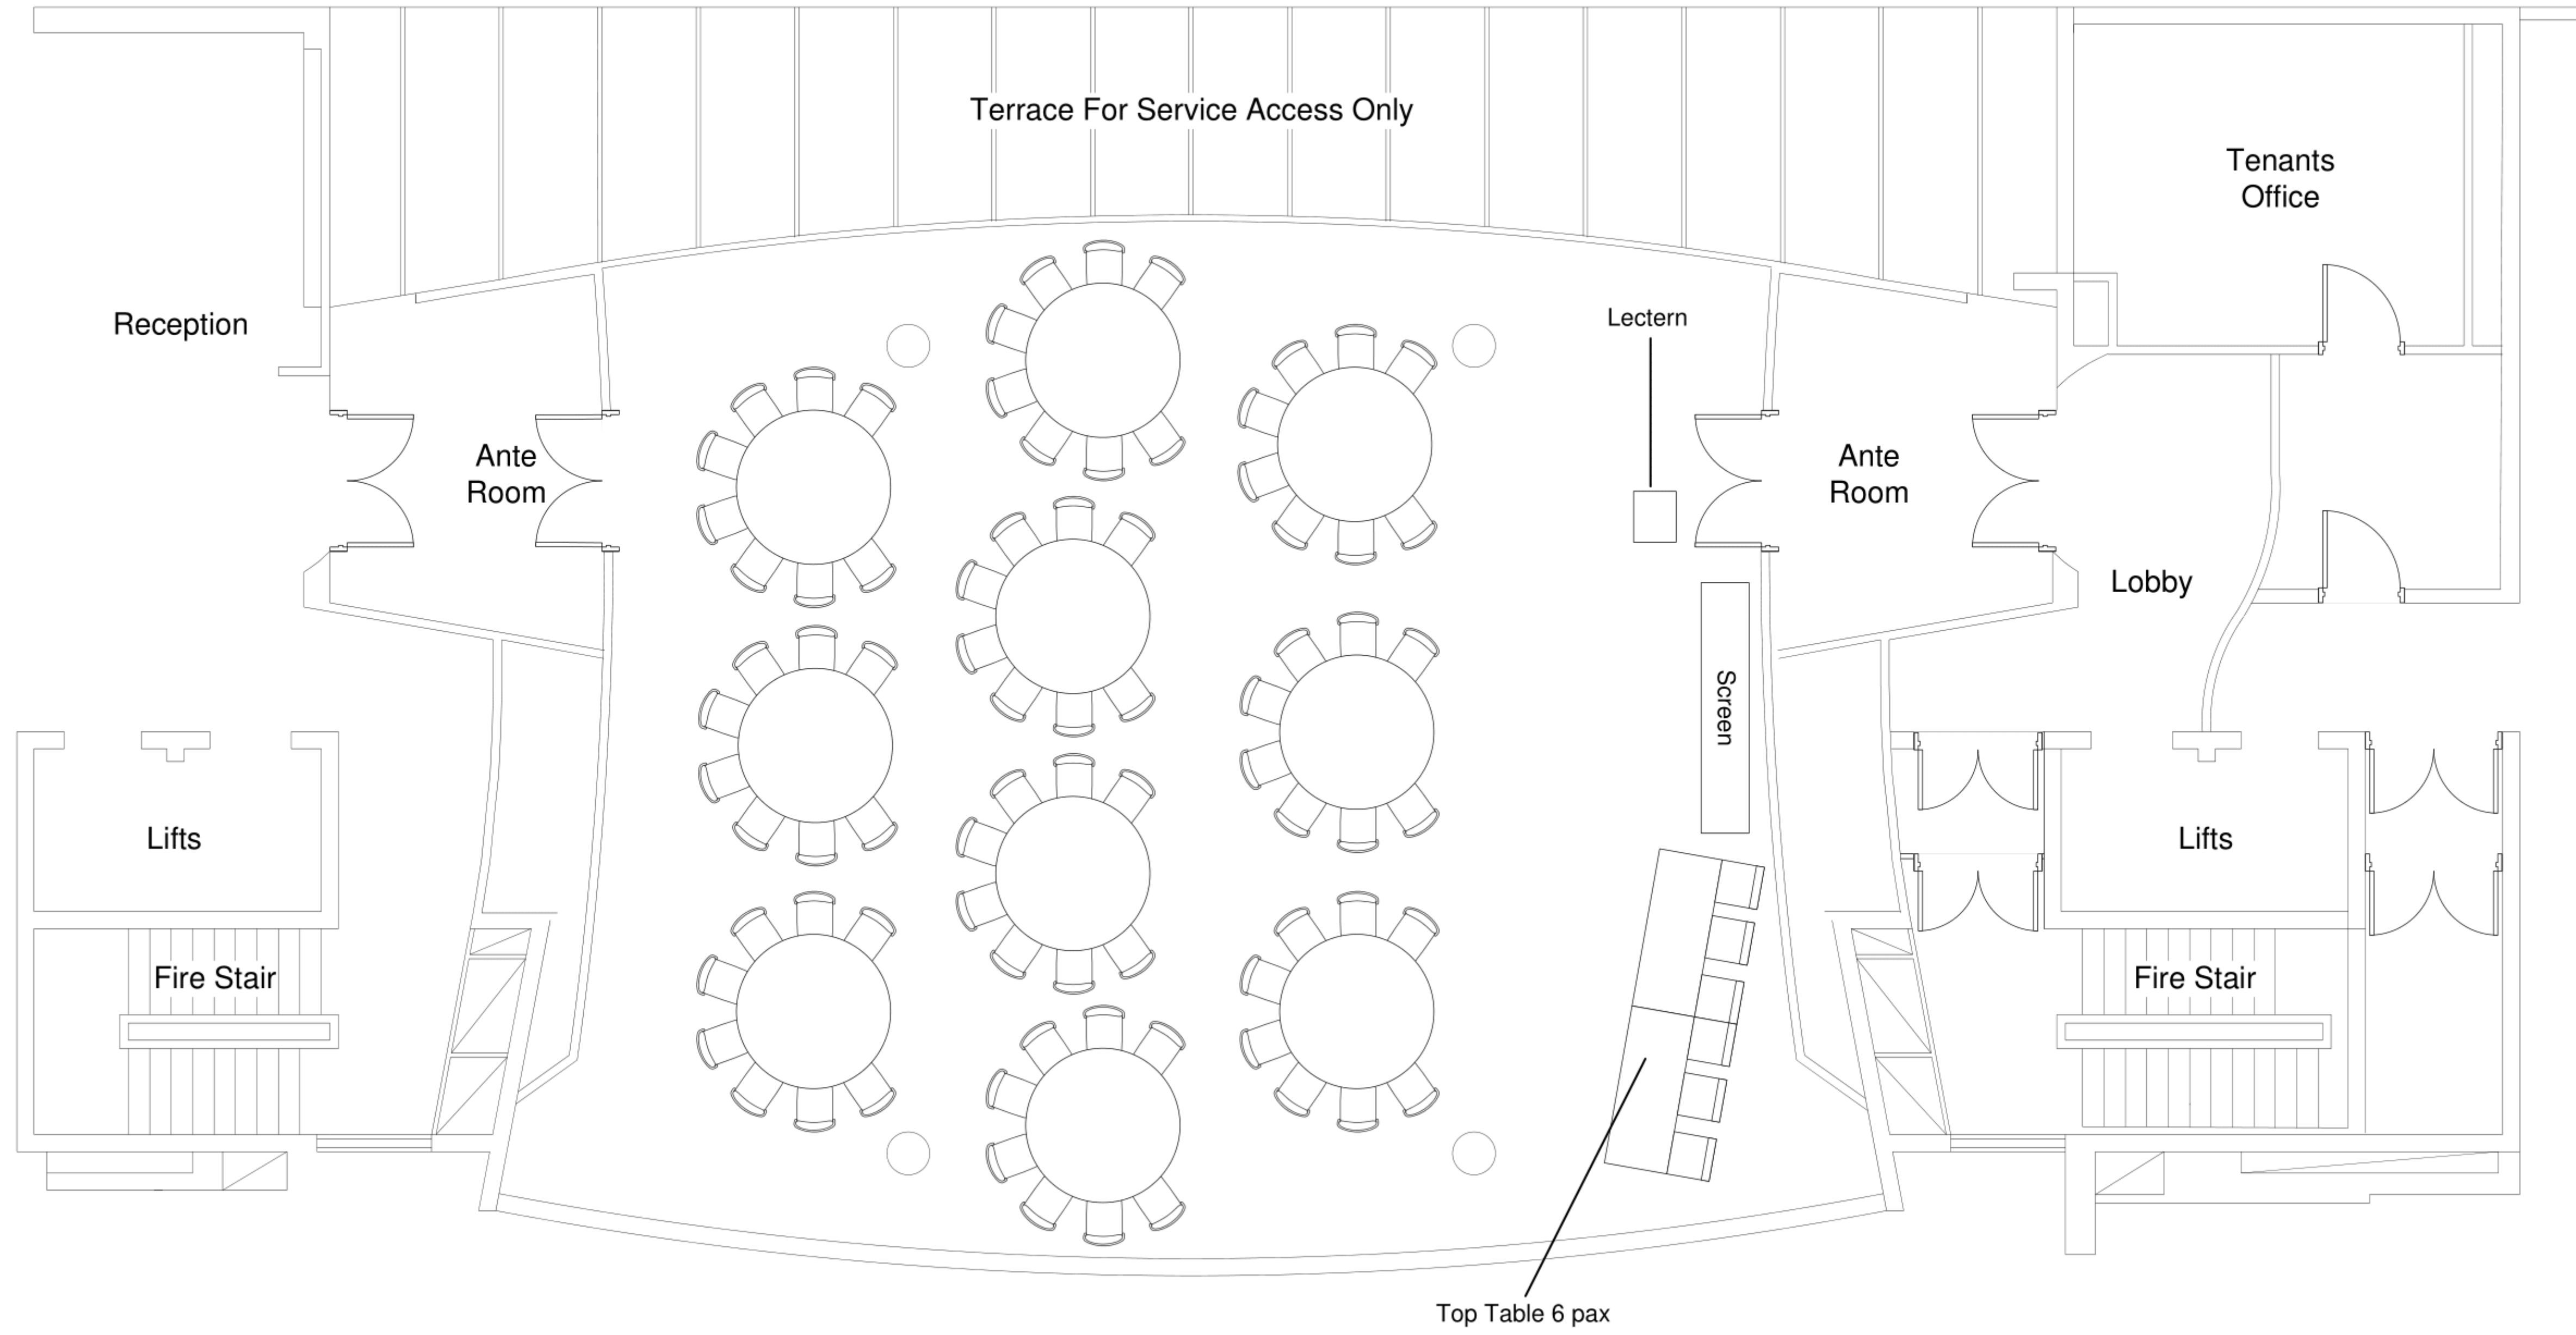 Terrace For Service Access Only
Tenants
Office
Reception
Lectern
Ante
Room
Ante
Room
Lobby
Screen
Lifts
Lifts
Fire Stair
Fire Stair
Top Table 6 pax